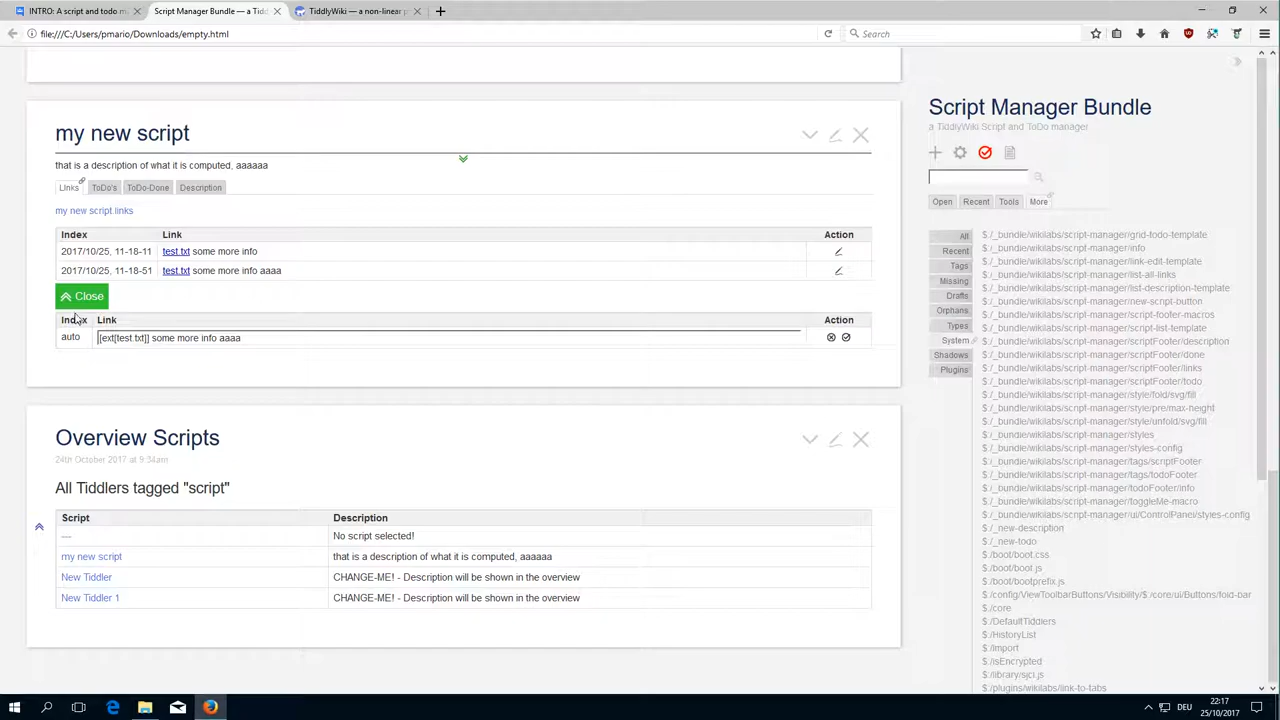 INTRO: A script and todo m
Script Manager Bundle — a Tiddl
TiddlyWiki — a non-linear p
file:///C:/Users/pmario/Downloads/empty.html
Search
my new script
that is a description of what it is computed, aaaaaa
Links
ToDo's
ToDo-Done
Description
my new script links
Index
Link
Action
2017/10/25, 11-18-11
test.txt some more info
2017/10/25, 11-18-51
test.txt some more info aaaa
Close
Index
Link
Action
auto
[ext[test.txt]] some more info aaaa
Overview Scripts
24th October 2017 at 9:34am
All Tiddlers tagged "script"
Script
Description
---
No script selected!
my new script
that is a description of what it is computed, aaaaaa
New Tiddler
CHANGE-ME! - Description will be shown in the overview
New Tiddler 1
CHANGE-ME! - Description will be shown in the overview
Script Manager Bundle
a TiddlyWiki Script and ToDo manager
Open
Recent
Tools
More
All
Recent
Tags
Missing
Drafts
Orphans
Types
System
Shadows
Plugins
$:/_bundle/wikilabs/script-manager/grid-todo-template
$:/_bundle/wikilabs/script-manager/info
$:/_bundle/wikilabs/script-manager/link-edit-template
$:/_bundle/wikilabs/script-manager/list-all-links
$:/_bundle/wikilabs/script-manager/list-description-template
$:/_bundle/wikilabs/script-manager/new-script-button
$:/_bundle/wikilabs/script-manager/script-footer-macros
$:/_bundle/wikilabs/script-manager/script-list-template
$:/_bundle/wikilabs/script-manager/scriptFooter/description
$:/_bundle/wikilabs/script-manager/scriptFooter/done
$:/_bundle/wikilabs/script-manager/scriptFooter/links
$:/_bundle/wikilabs/script-manager/scriptFooter/todo
$:/_bundle/wikilabs/script-manager/style/fold/svg/fill
$:/_bundle/wikilabs/script-manager/style/pre/max-height
$:/_bundle/wikilabs/script-manager/style/unfold/svg/fill
$:/_bundle/wikilabs/script-manager/styles
$:/_bundle/wikilabs/script-manager/styles-config
$:/_bundle/wikilabs/script-manager/tags/scriptFooter
$:/_bundle/wikilabs/script-manager/tags/todoFooter
$:/_bundle/wikilabs/script-manager/todoFooter/info
$:/_bundle/wikilabs/script-manager/toggleMe-macro
$:/_bundle/wikilabs/script-manager/ui/ControlPanel/styles-config
$:/_new-description
$:/_new-todo
$:/boot/boot.css
$:/boot/boot.js
$:/boot/bootprefix.js
$:/config/ViewToolbarButtons/Visibility/$:/core/ui/Buttons/fold-bar
$:/core
$:/DefaultTiddlers
$:/HistoryList
$:/Import
$:/isEncrypted
$:/library/sjcl.js
$:/plugins/wikilabs/link-to-tabs
DEU
22:17
25/10/2017